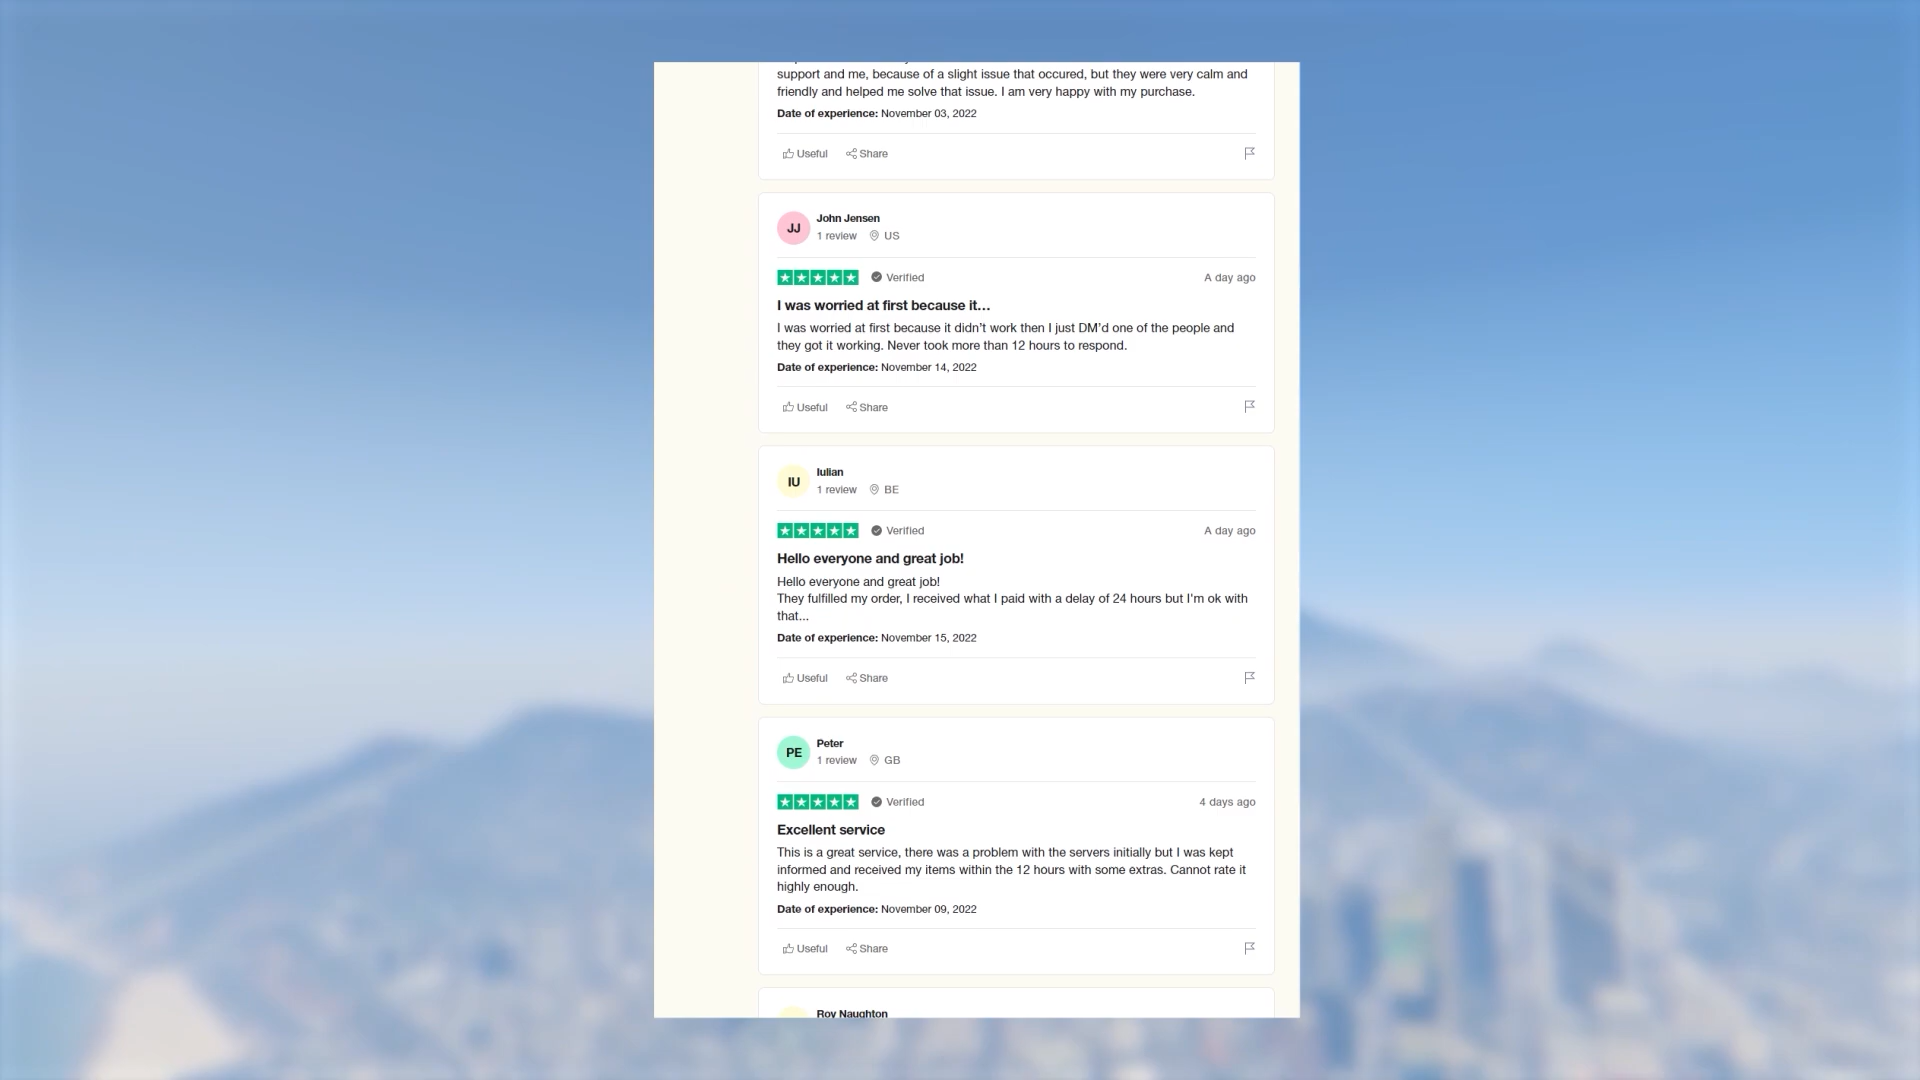 support and me, because of a slight issue that occured, but they were very calm and
friendly and helped me solve that issue. I am very happy with my purchase.
Date of experience: November 03, 2022
Useful Share
JJ
John Jensen
1 review US
Verified A day ago
I was worried at first because it...
I was worried at first because it didn’t work then I just DM’d one of the people and
they got it working. Never took more than 12 hours to respond.
Date of experience: November 14, 2022
Useful Share
IU
Iulian
1 review BE
Verified A day ago
Hello everyone and great job!
Hello everyone and great job!
They fulfilled my order, I received what I paid with a delay of 24 hours but I'm ok with
that...
Date of experience: November 15, 2022
Useful Share
PE
Peter
1 review GB
Verified 4 days ago
Excellent service
This is a great service, there was a problem with the servers initially but I was kept
informed and received my items within the 12 hours with some extras. Cannot rate it
highly enough.
Date of experience: November 09, 2022
Useful Share
Roy Naughton